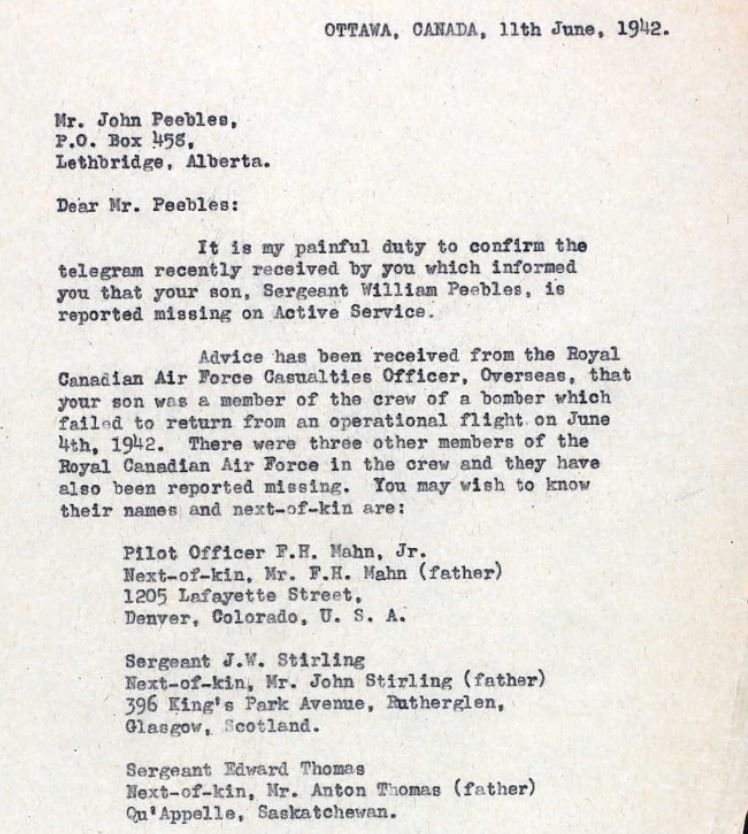 OTTAWA, CANADA, 11th June, 1942.
Mr. John Peebles,
P.O. Box 458,
Lethbridge, Alberta.
Dear Mr. Peebles:
It is my painful duty to confirm the
telegram recently received by you which informed
you that your son, Sergeant William Peebles, is
reported missing on Active Service.
Advice has been received from the Royal
Canadian Air Force Casualties Officer, Overseas, that
your son was a member of the crew of a bomber which
failed to return from an operational flight on June
4th, 1942. There were three other members of the
Royal Canadian Air Force in the crew and they have
also been reported missing. You may wish to know
their names and next-of-kin are:
Pilot Officer F.H. Mahn, Jr.
Next-of-kin, Mr. F.H. Mahn (father)
1205 Lafayette Street,
Denver, Colorado, U. S. A.
Sergeant J.W. Stirling
Next-of-kin, Mr. John Stirling (father)
396 King's Park Avenue, Rutherglen,
Glasgow, Scotland.
Sergeant Edward Thomas
Next-of-kin, Mr. Anton Thomas (father)
Qu'Appelle, Saskatchewan.